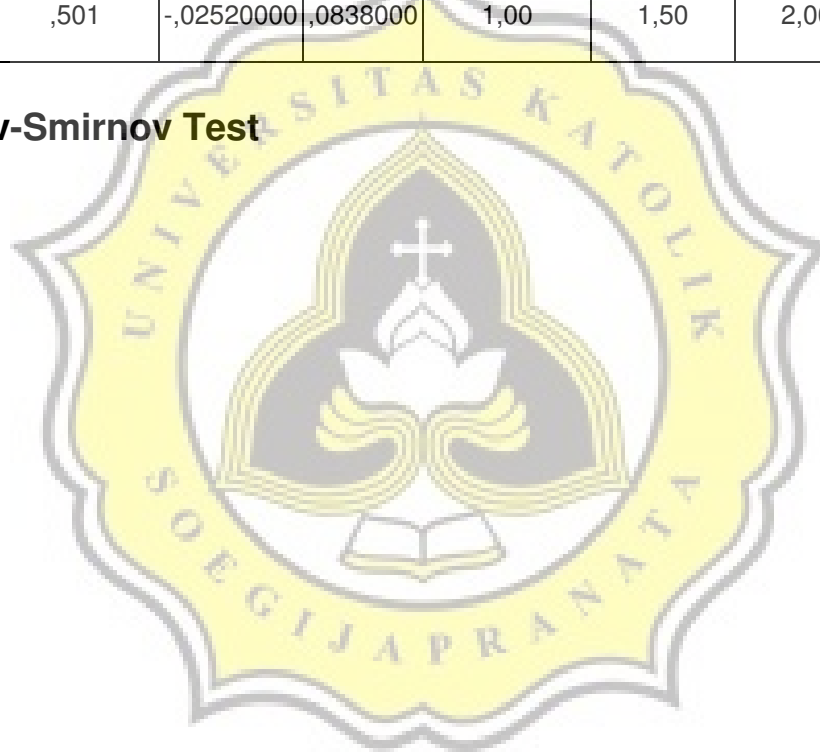 ,501 -,02520000 ,0838000 1,00 1,50 2,0
-Smirnov Test
UNIVERSITAS KATOLIK
SOEGIJAPRANATA